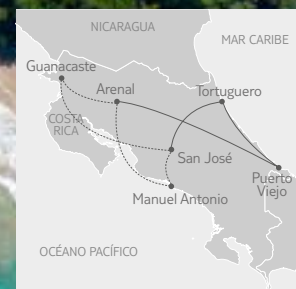 NICARAGUA
MAR CARIBE
Guanacaste
Arenal
Tortuguero
COSTA
RICA
San José
Puerto
Viejo
Manuel Antonio
OCÉANO PACÍFICO